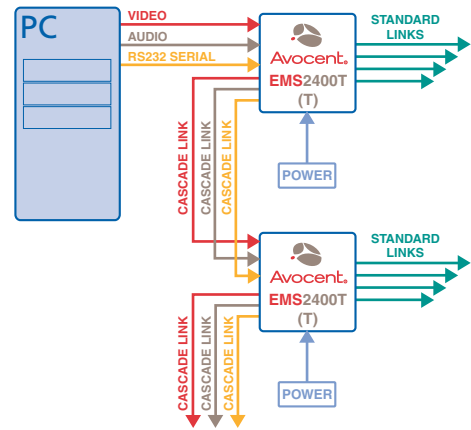 PC
VIDEO
AUDIO
RS232 SERIAL
Avocent.
EMS2400T
(T)
STANDARD
LINKS
CASCADE LINK
CASCADE LINK
CASCADE LINK
POWER
Avocent.
EMS2400T
(T)
STANDARD
LINKS
CASCADE LINK
CASCADE LINK
CASCADE LINK
POWER